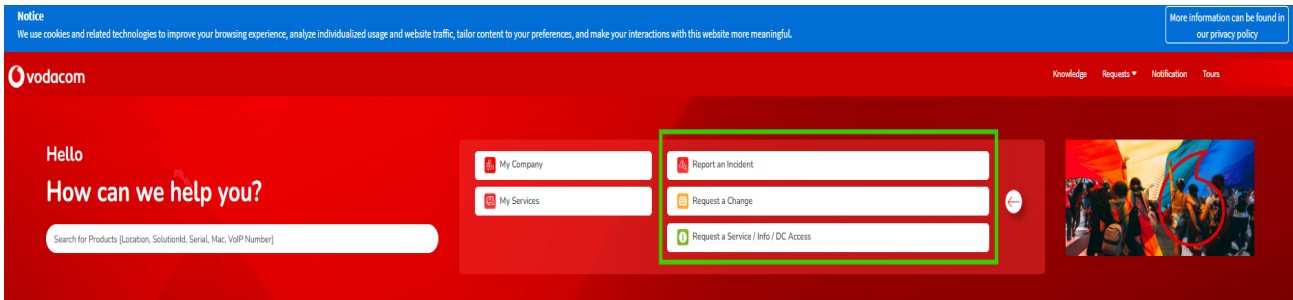 Notice
We use cookies and related technologies to improve your browsing experience, analyze individualized usage and website traffic, tailor content to your preferences, and make your interactions with this website more meaningful.
More information can be found in
our privacy policy
vodacom
Knowledge
Requests ▼
Notification
Tours
Hello
How can we help you?
Search for Products [Location, SolutionId, Serial, Mac, VoIP Number]
My Company
My Services
Report an Incident
Request a Change
Request a Service / Info / DC Access